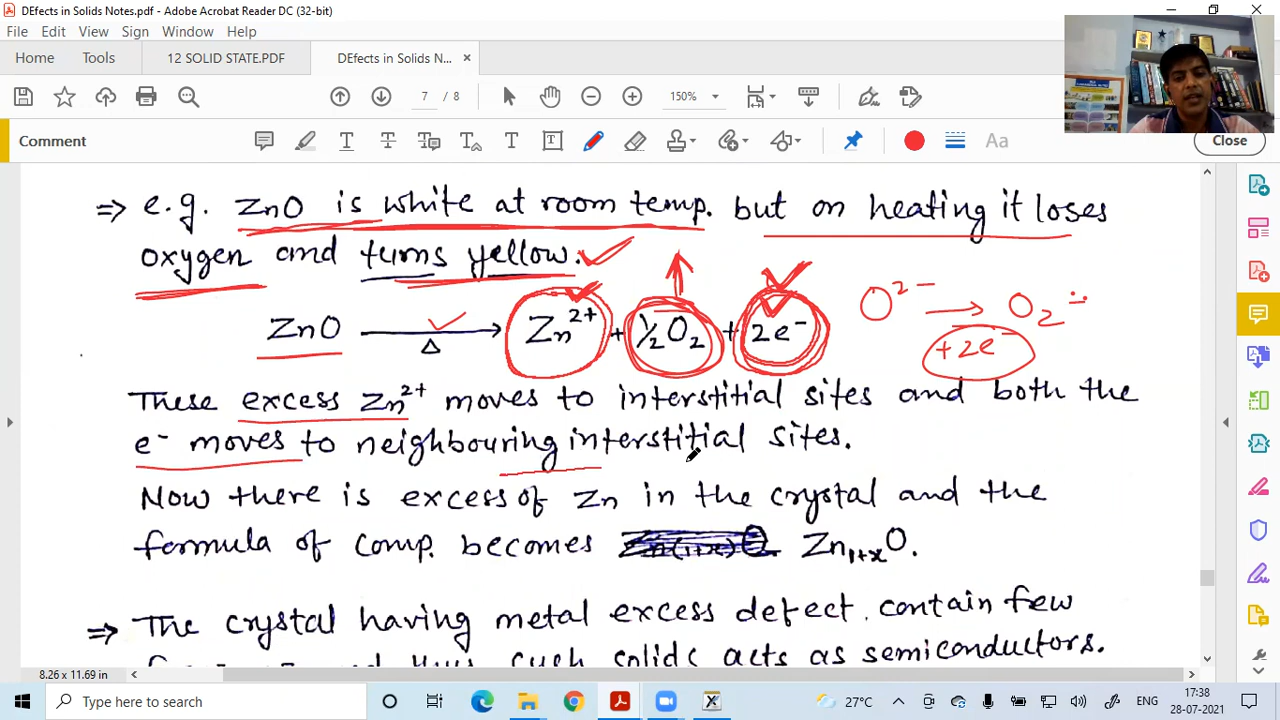 DEfects in Solids Notes.pdf - Adobe Acrobat Reader DC (32-bit)
File Edit View Sign Window Help
Home Tools 12 SOLID STATE.PDF DEfects in Solids N... ×
7 / 8 150%
Comment Close
⇒ e.g. ZnO is white at room temp. but on heating it loses
oxygen and turns yellow.
ZnO ⟶ Zn²⁺ + ½O₂ + 2e⁻
Δ
O²⁻ → O₂
+2e⁻
These excess Zn²⁺ moves to interstitial sites and both the
e⁻ moves to neighbouring interstitial sites.
Now there is excess of Zn in the crystal and the
formula of comp. becomes Zn₁₊ₓO.
⇒ The crystal having metal excess defect contain few
thus such solids acts as semiconductors.
8.26 x 11.69 in
Type here to search
27°C ENG 17:38
28-07-2021